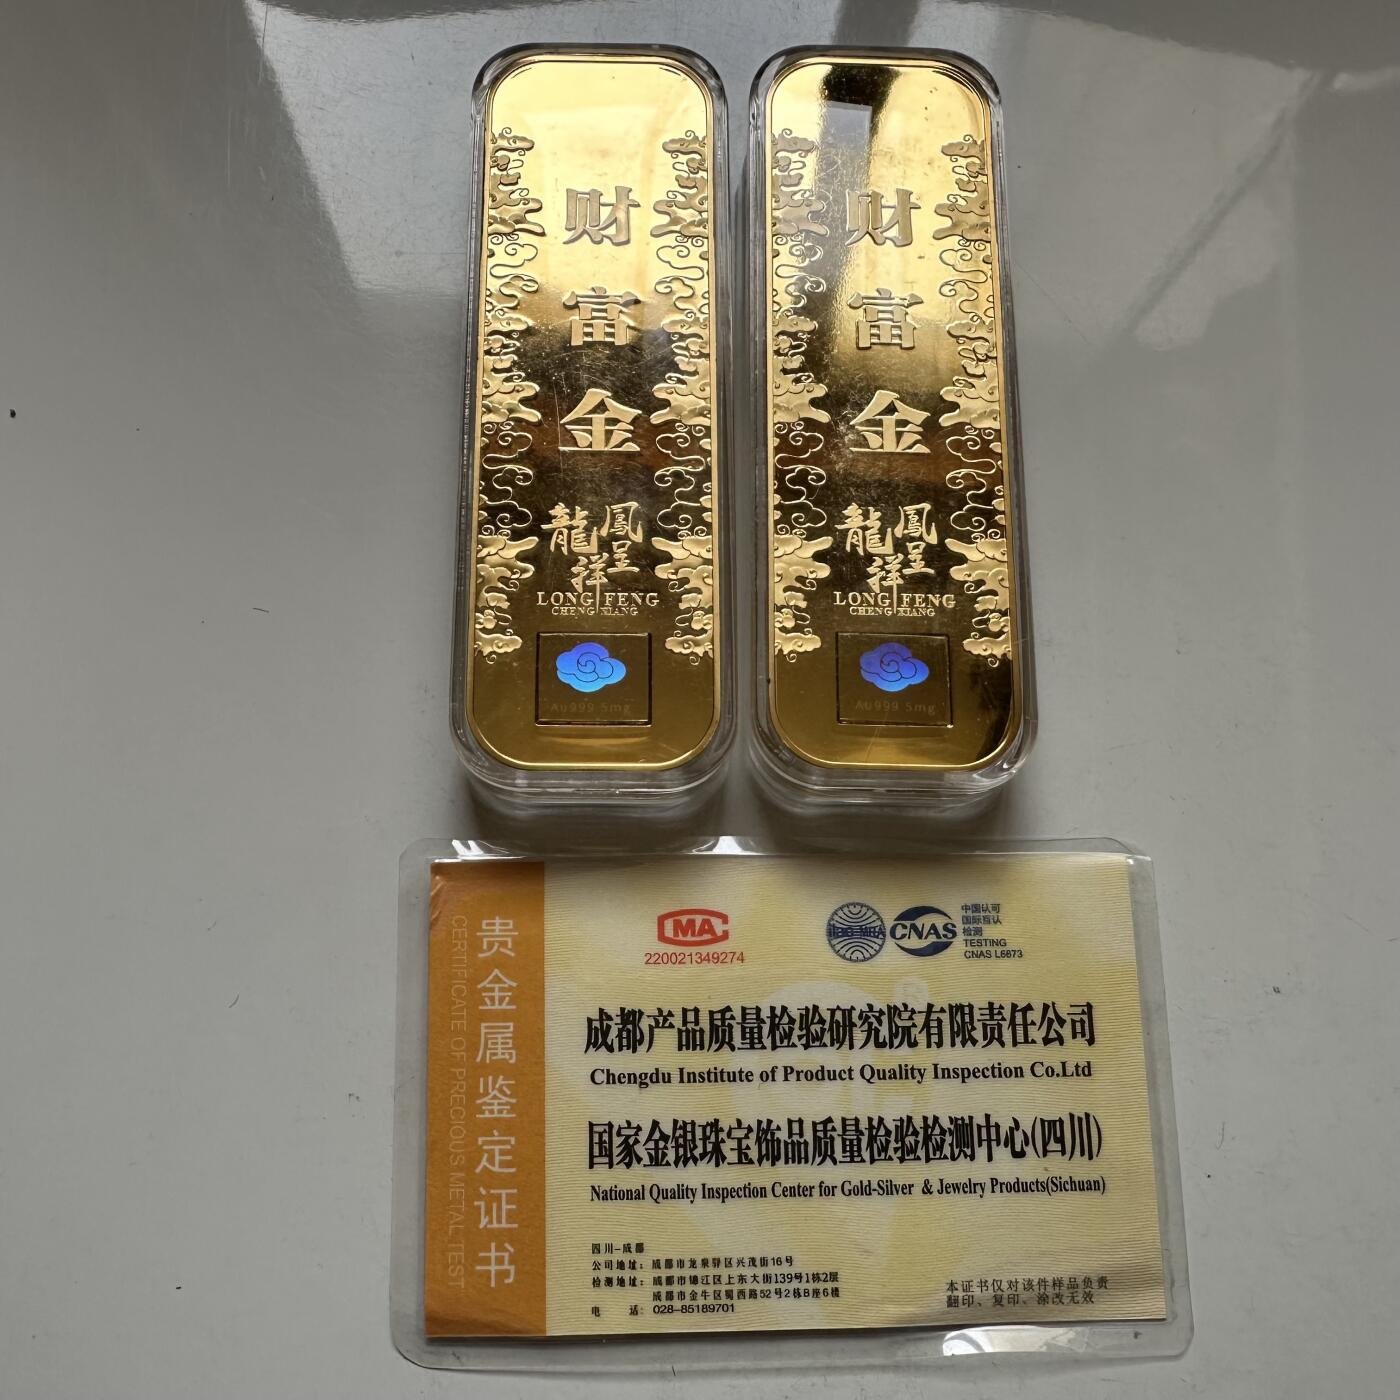 财
富
金
龍 鳳
祥 呈
LONG FENG
CHENG XIANG
Au999 5mg
财
富
金
龍 鳳
祥 呈
LONG FENG
CHENG XIANG
Au999 5mg
贵金属鉴定证书
CERTIFICATE OF PRECIOUS METAL TEST
MA
220021349274
ilac-MRA
CNAS
中国认可
国际互认
检测
TESTING
CNAS L6673
成都产品质量检验研究院有限责任公司
Chengdu Institute of Product Quality Inspection Co.Ltd
国家金银珠宝饰品质量检验检测中心(四川)
National Quality Inspection Center for Gold-Silver & Jewelry Products(Sichuan)
四川-成都
公司地址：成都市龙泉驿区兴茂街16号
检测地址：成都市锦江区上东大街139号1栋2层
成都市金牛区蜀西路52号2栋B座6楼
电 话：028-85189701
本证书仅对该件样品负责
翻印、复印、涂改无效